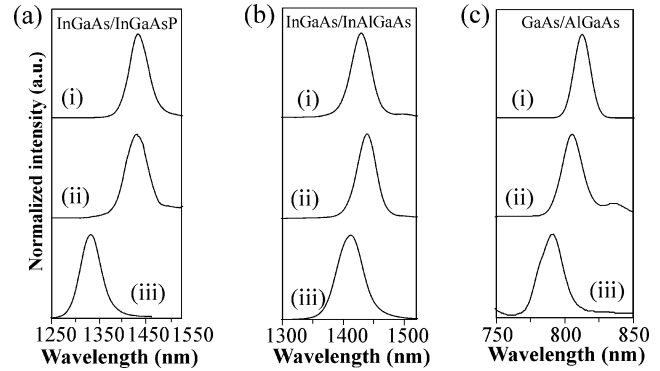 (a)
InGaAs/InGaAsP
(i)
(ii)
(iii)
Normalized intensity (a.u.)
1250 1350 1450 1550
Wavelength (nm)
(b)
InGaAs/InAlGaAs
(i)
(ii)
(iii)
1300 1400 1500
Wavelength (nm)
(c)
GaAs/AlGaAs
(i)
(ii)
(iii)
750 800 850
Wavelength (nm)